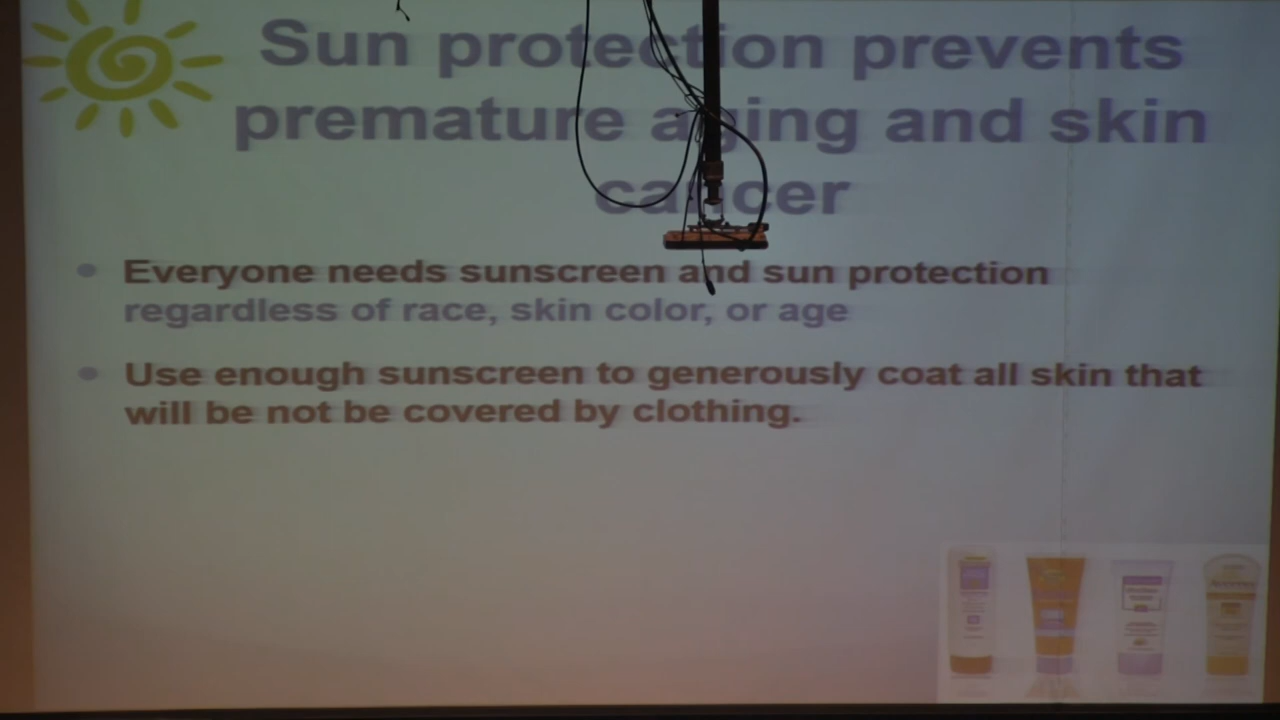 Sun protection prevents
premature aging and skin
cancer
Everyone needs sunscreen and sun protection
regardless of race, skin color, or age
Use enough sunscreen to generously coat all skin that
will be not be covered by clothing.
Aveeno